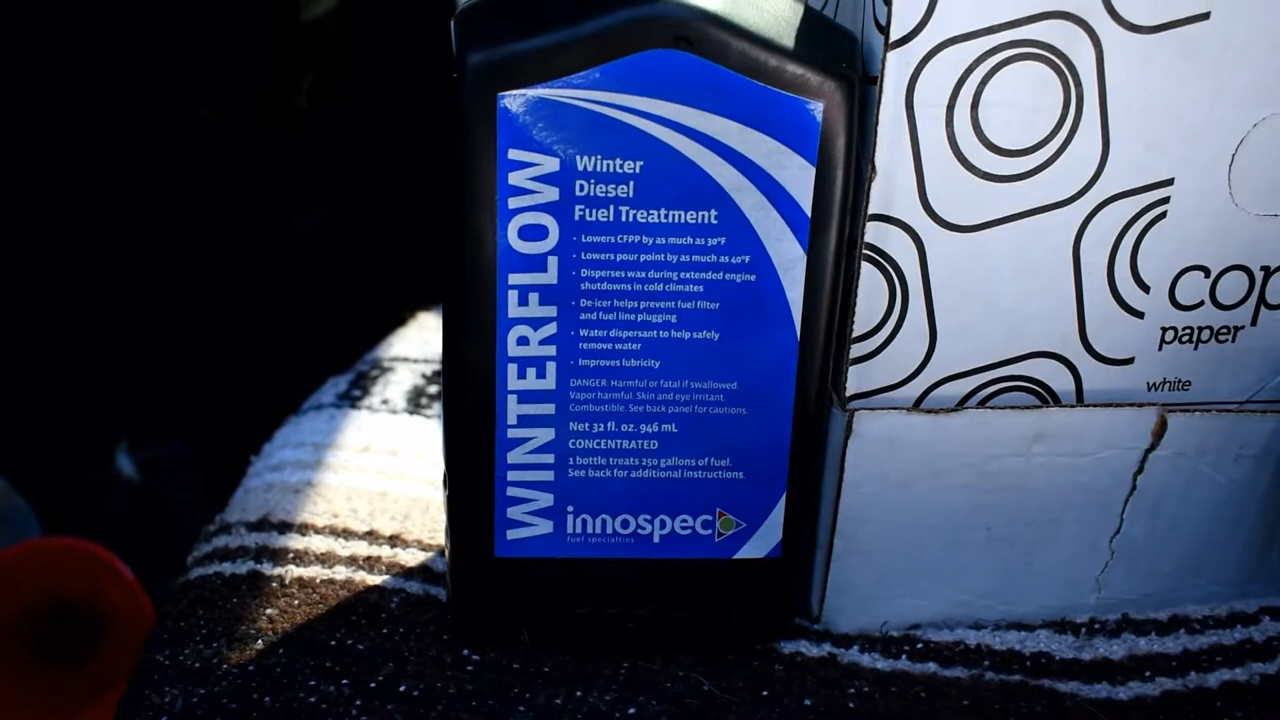 WINTERFLOW
Winter
Diesel
Fuel Treatment
• Lowers CFPP by as much as 30°F
• Lowers pour point by as much as 40°F
• Disperses wax during extended engine
shutdowns in cold climates
• De-icer helps prevent fuel filter
and fuel line plugging
• Water dispersant to help safely
remove water
• Improves lubricity
DANGER: Harmful or fatal if swallowed.
Vapor harmful. Skin and eye irritant.
Combustible. See back panel for cautions.
Net 32 fl. oz. 946 mL
CONCENTRATED
1 bottle treats 250 gallons of fuel.
See back for additional instructions.
innospec
fuel specialties
cop
paper
white